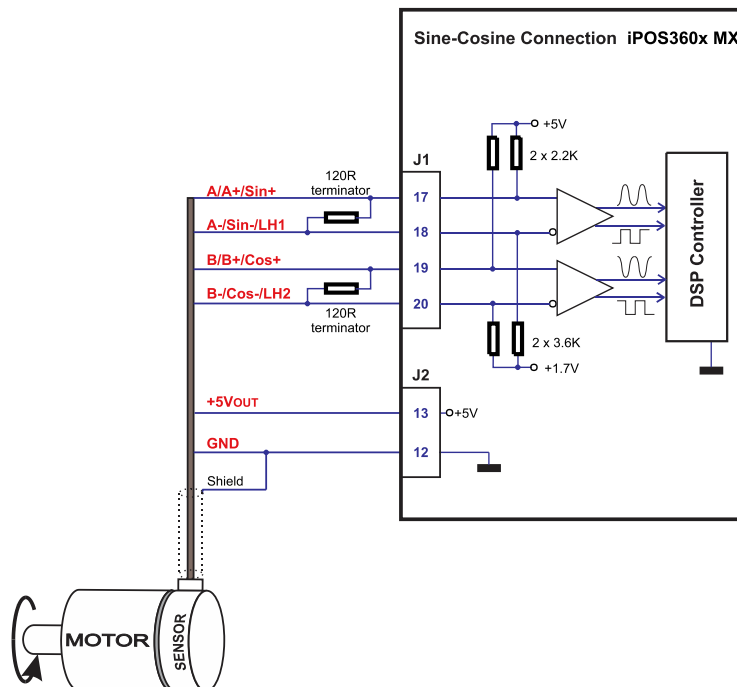 Sine-Cosine Connection iPOS360x MX
+5V
J1
2 x 2.2K
120R
terminator
A/A+/Sin+
17
A-/Sin-/LH1
18
B/B+/Cos+
19
B-/Cos-/LH2
20
120R
terminator
DSP Controller
2 x 3.6K
+1.7V
J2
+5VOUT
13
+5V
GND
12
Shield
MOTOR
SENSOR